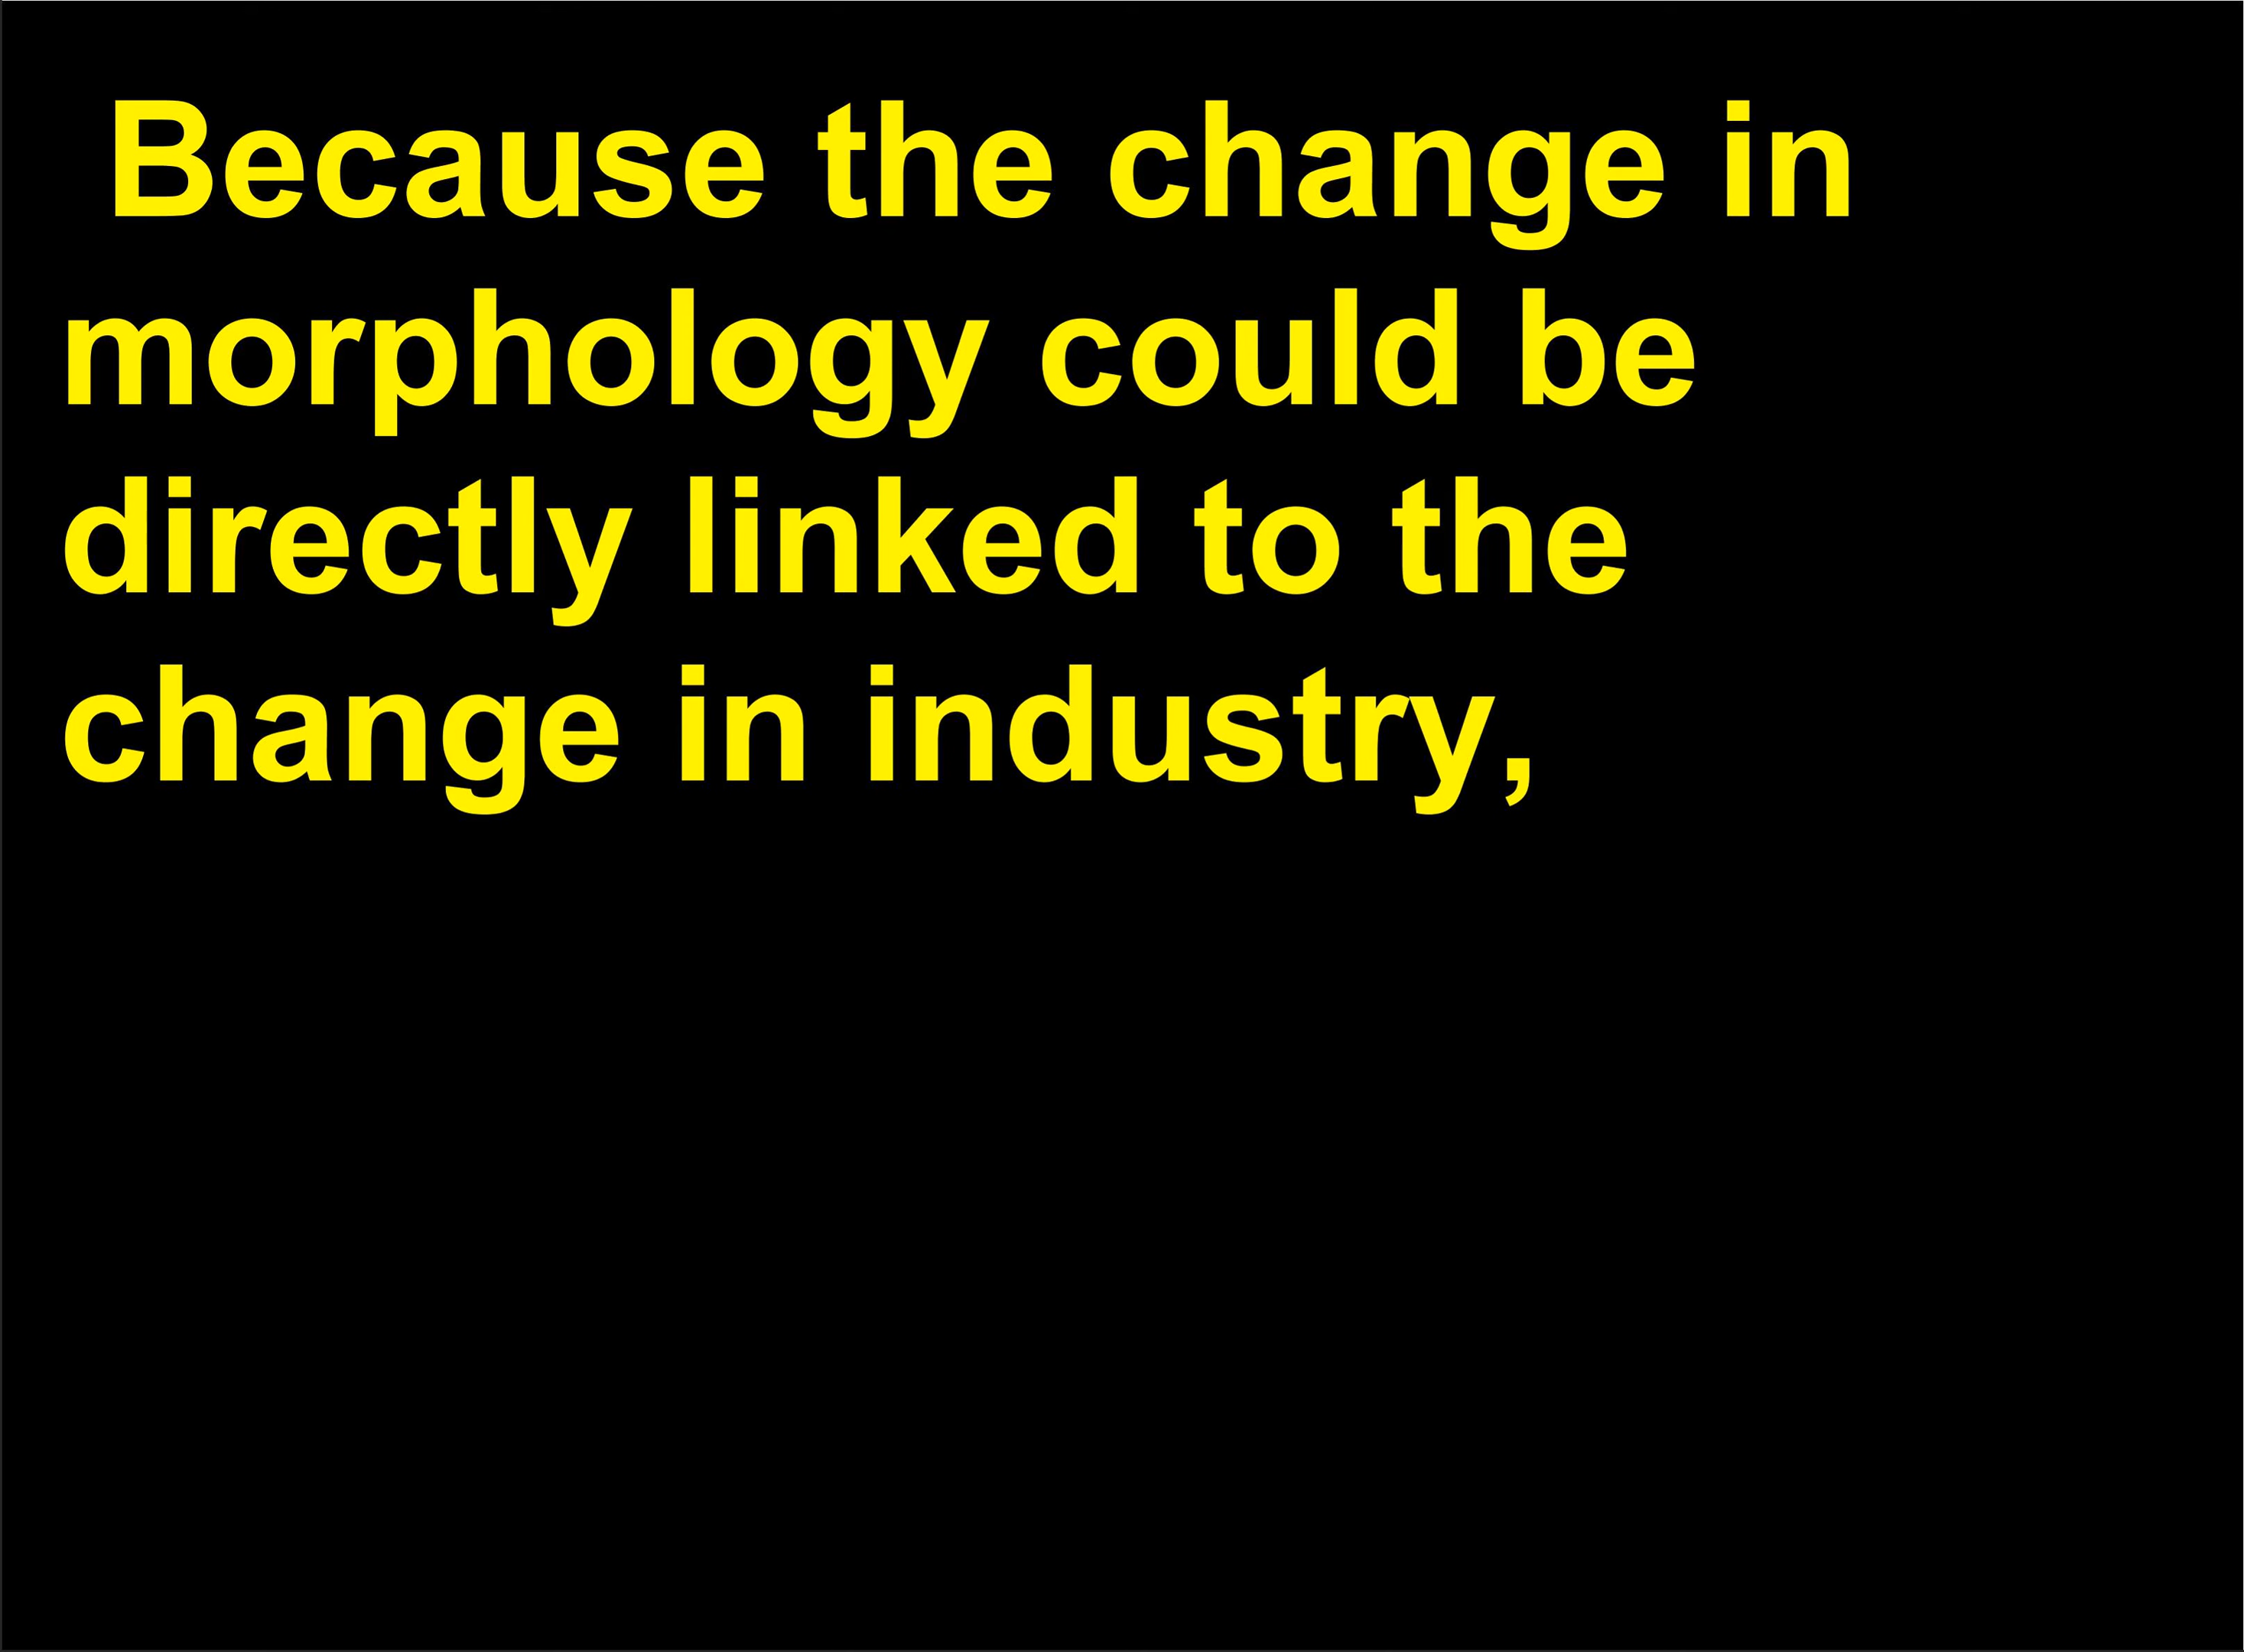 Because the change in
morphology could be
directly linked to the
change in industry,